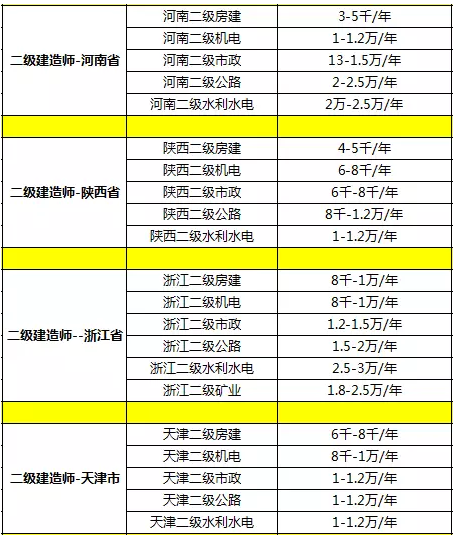 河南二级房建 3-5千/年
河南二级机电 1-1.2万/年
二级建造师-河南省 河南二级市政 13-1.5万/年
河南二级公路 2-2.5万/年
河南二级水利水电 2万-2.5万/年
陕西二级房建 4-5千/年
陕西二级机电 6-8千/年
二级建造师-陕西省 陕西二级市政 6千-8千/年
陕西二级公路 8千-1.2万/年
陕西二级水利水电 1-1.2万/年
浙江二级房建 8千-1万/年
浙江二级机电 8千-1万/年
浙江二级市政 1.2-1.5万/年
二级建造师--浙江省 浙江二级公路 1.5-2万/年
浙江二级水利水电 2.5-3万/年
浙江二级矿业 1.8-2.5万/年
天津二级房建 6千-8千/年
天津二级机电 8千-1万/年
二级建造师-天津市 天津二级市政 1-1.2万/年
天津二级公路 1-1.2万/年
天津二级水利水电 1-1.2万/年